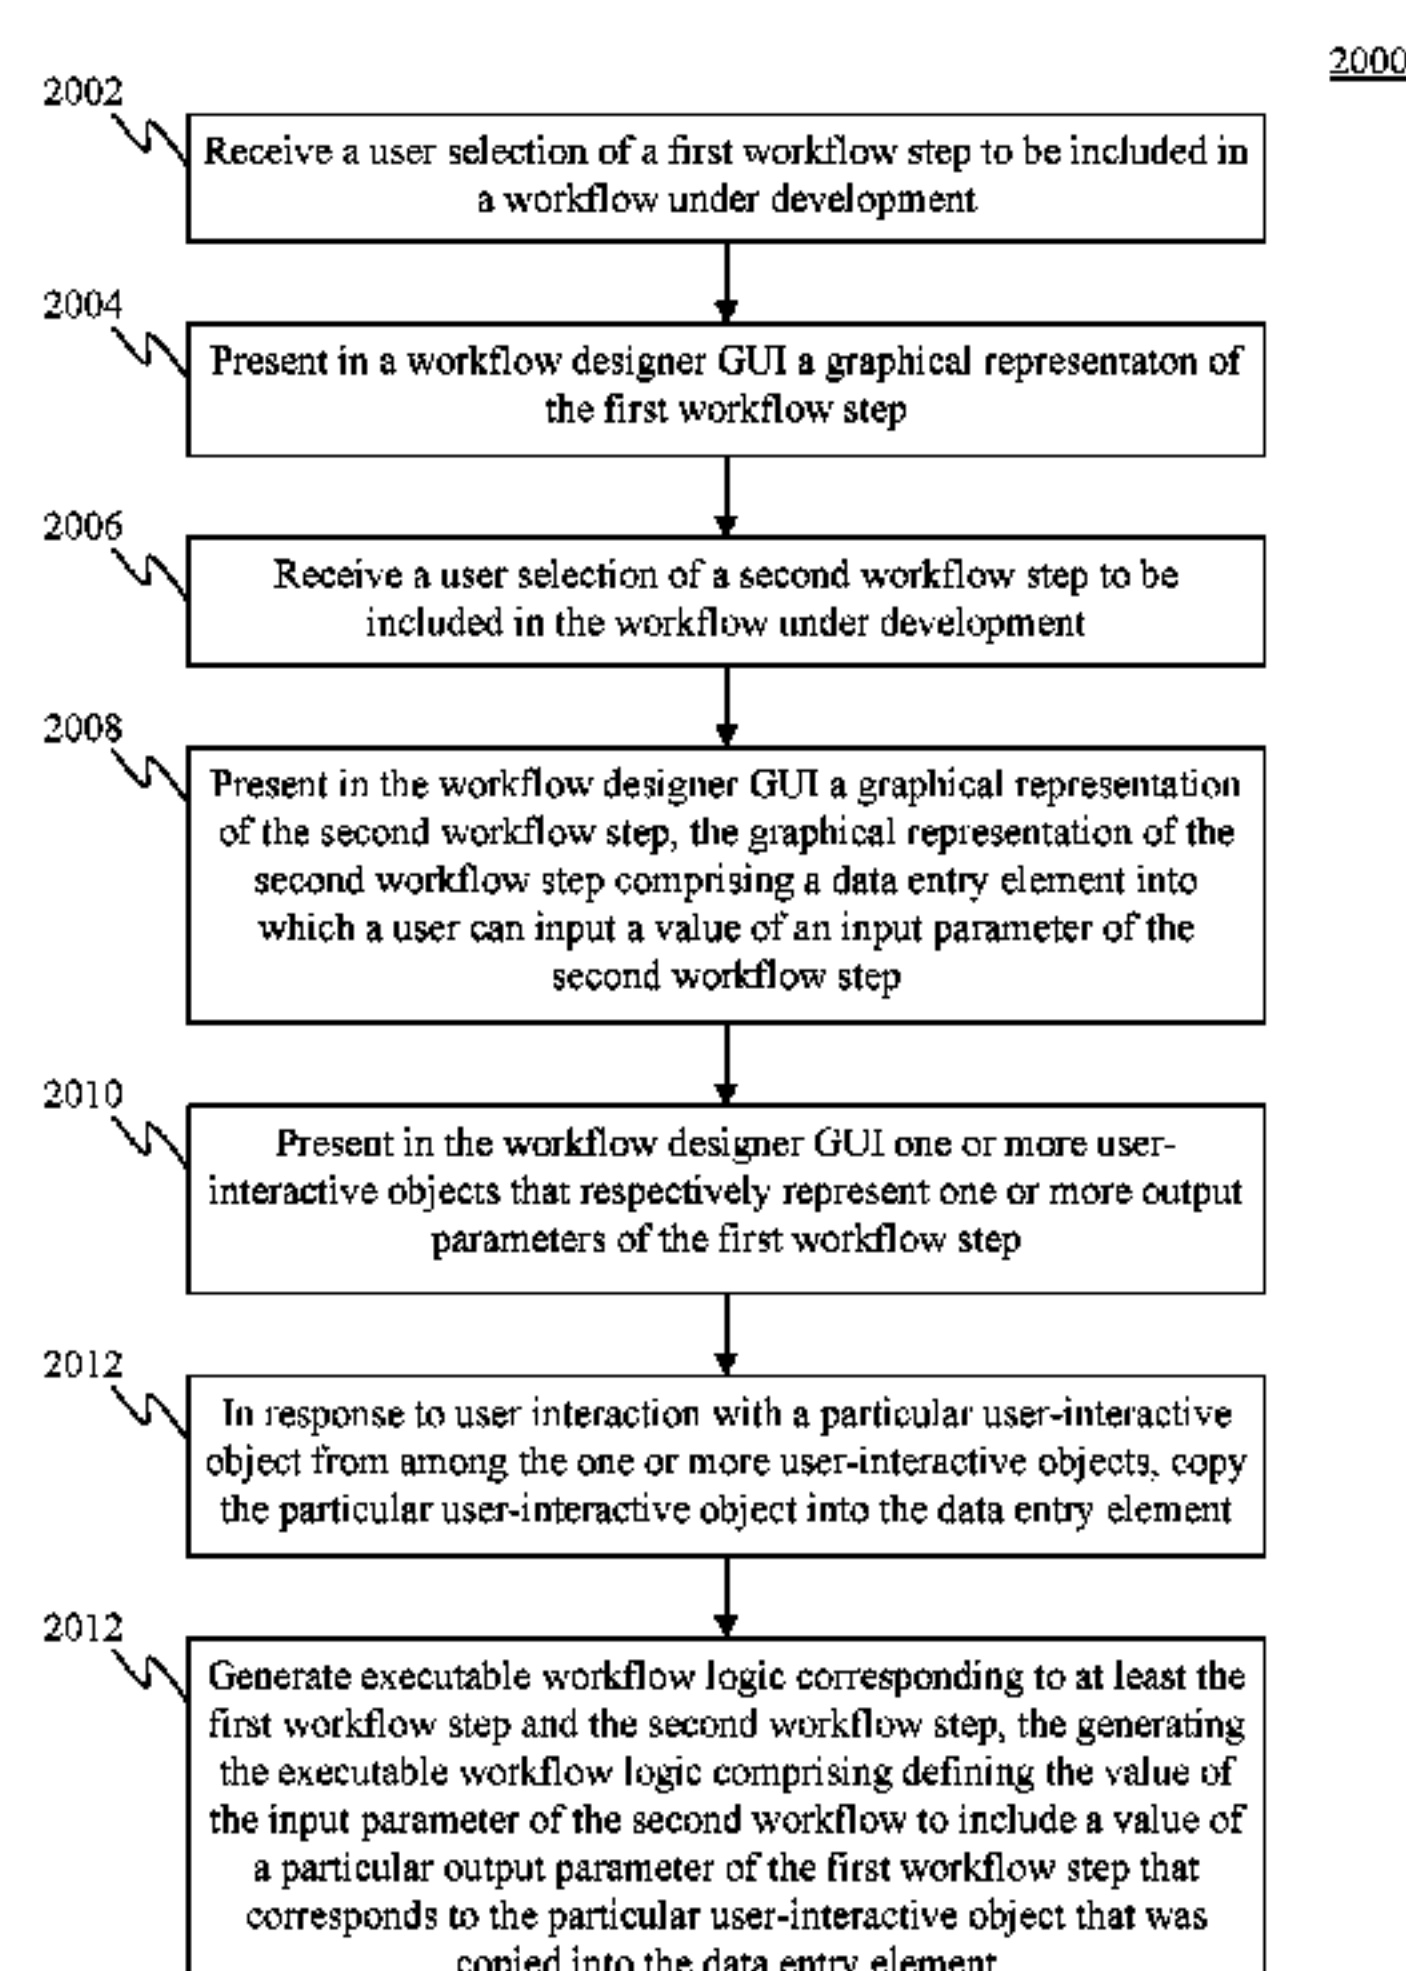 2000
2002
Receive a user selection of a first workflow step to be included in
a workflow under development
2004
Present in a workflow designer GUI a graphical representaton of
the first workflow step
2006
Receive a user selection of a second workflow step to be
included in the workflow under development
2008
Present in the workflow designer GUI a graphical representation
of the second workflow step, the graphical representation of the
second workflow step comprising a data entry element into
which a user can input a value of an input parameter of the
second workflow step
2010
Present in the workflow designer GUI one or more user-
interactive objects that respectively represent one or more output
parameters of the first workflow step
2012
In response to user interaction with a particular user-interactive
object from among the one or more user-interactive objects, copy
the particular user-interactive object into the data entry element
2012
Generate executable workflow logic corresponding to at least the
first workflow step and the second workflow step, the generating
the executable workflow logic comprising defining the value of
the input parameter of the second workflow to include a value of
a particular output parameter of the first workflow step that
corresponds to the particular user-interactive object that was
copied into the data entry element